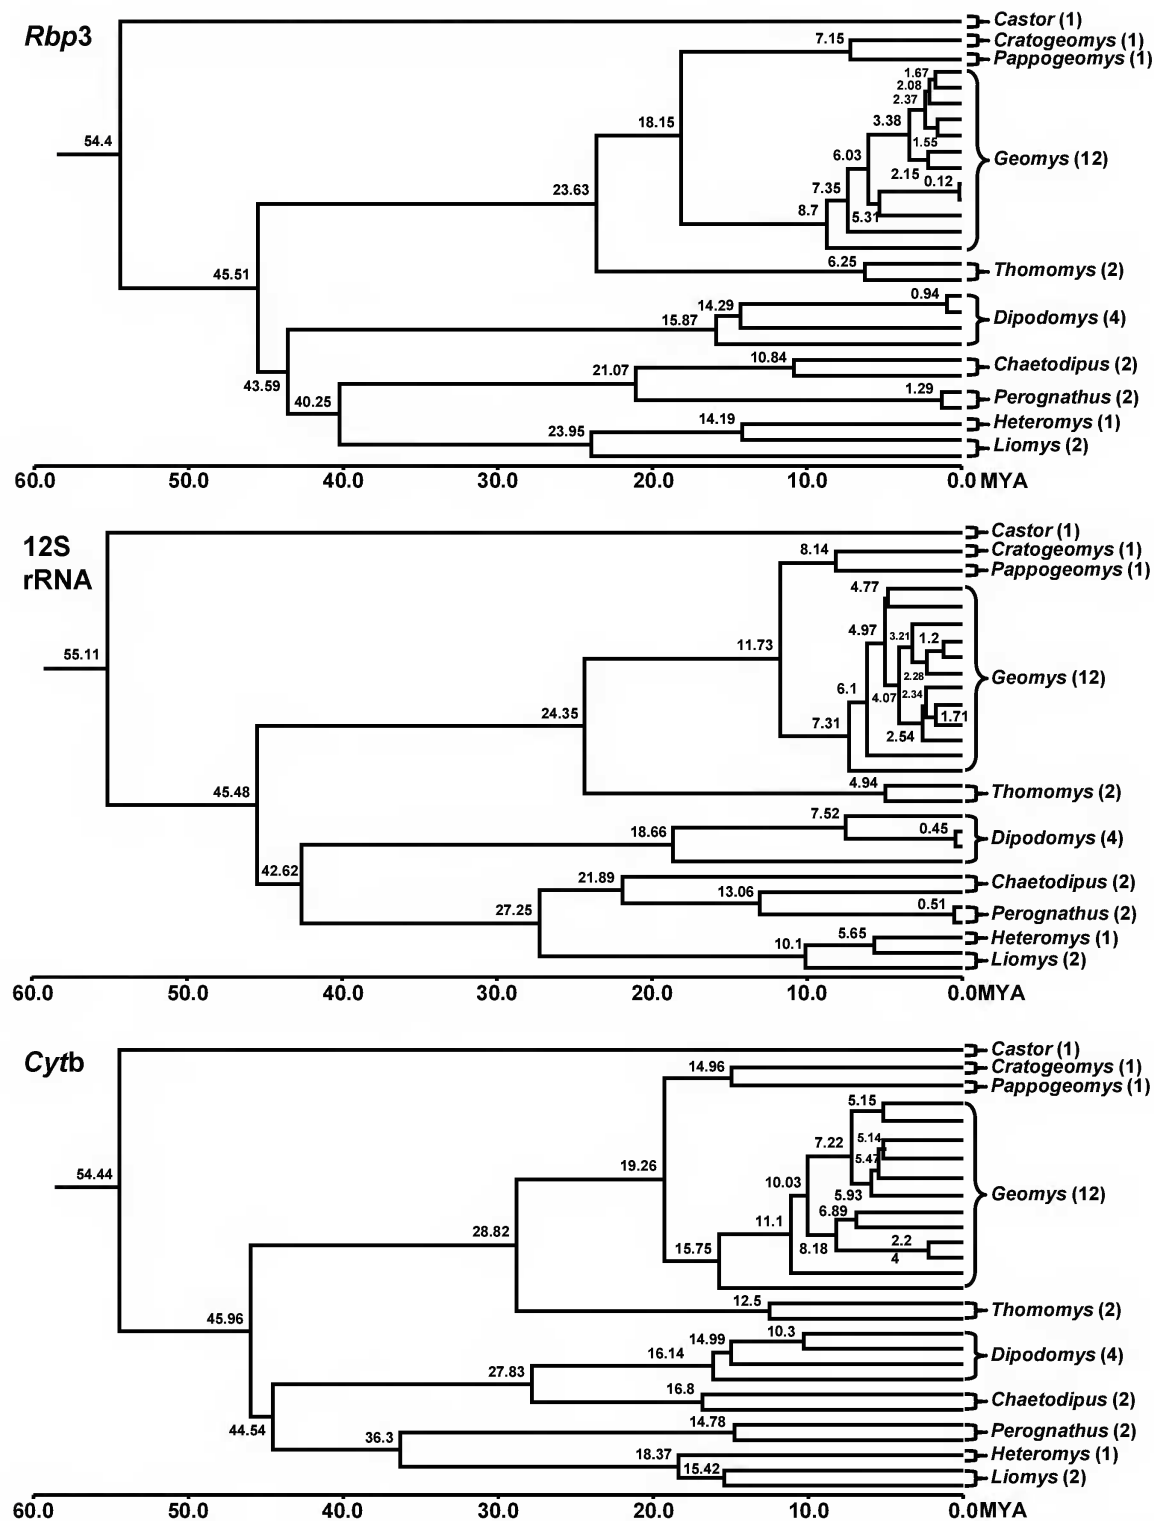 Rbp3
Castor (1)
7.15
Cratogeomys (1)
Pappogeomys (1)
1.67
2.08
2.37
18.15
3.38
54.4
1.55
6.03
Geomys (12)
2.15
0.12
23.63
7.35
8.7
5.31
6.25
Thomomys (2)
45.51
0.94
14.29
15.87
Dipodomys (4)
10.84
Chaetodipus (2)
21.07
43.59
1.29
Perognathus (2)
40.25
14.19
Heteromys (1)
23.95
Liomys (2)
60.0 50.0 40.0 30.0 20.0 10.0 0.0 MYA
12S
rRNA
Castor (1)
8.14
Cratogeomys (1)
Pappogeomys (1)
4.77
4.97
3.21
1.2
11.73
55.11
2.28
Geomys (12)
6.1
4.07
2.34
24.35
1.71
7.31
2.54
4.94
Thomomys (2)
45.48
7.52
18.66
0.45
Dipodomys (4)
42.62
21.89
Chaetodipus (2)
13.06
27.25
0.51
Perognathus (2)
5.65
Heteromys (1)
10.1
Liomys (2)
60.0 50.0 40.0 30.0 20.0 10.0 0.0MYA
Cytb
Castor (1)
14.96
Cratogeomys (1)
Pappogeomys (1)
5.15
7.22
5.14
5.47
19.26
54.44
10.03
5.93
Geomys (12)
6.89
11.1
28.82
15.75
8.18
2.2
4
12.5
Thomomys (2)
45.96
10.3
14.99
16.14
Dipodomys (4)
27.83
16.8
Chaetodipus (2)
44.54
14.78
Perognathus (2)
36.3
18.37
Heteromys (1)
15.42
Liomys (2)
60.0 50.0 40.0 30.0 20.0 10.0 0.0MYA